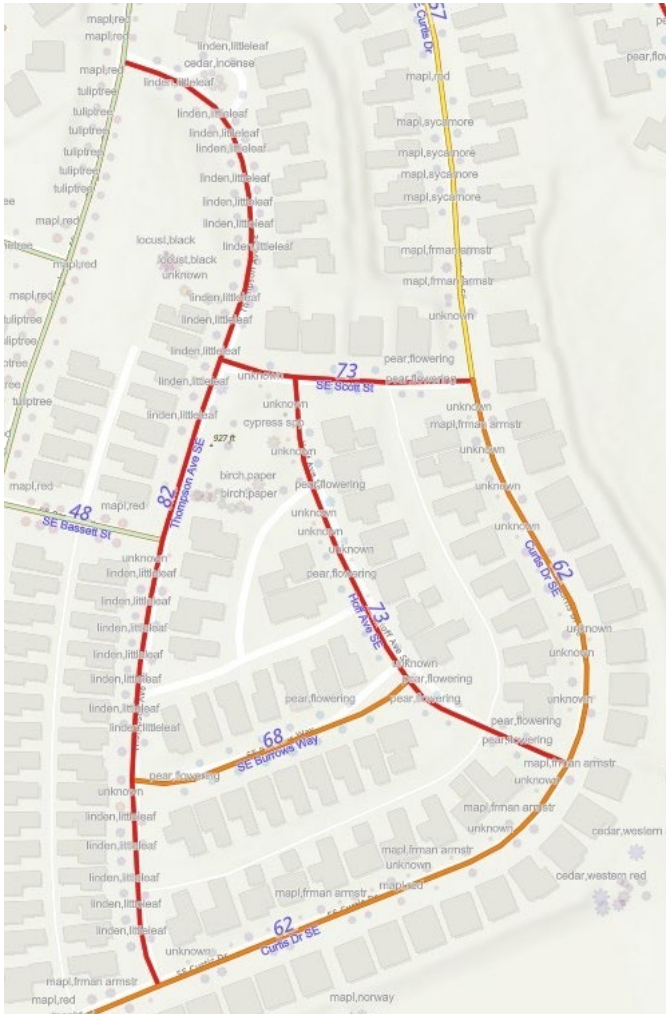 mapl,red
mapl,red
mapl,red
tuliptree
tuliptree
tuliptree
tuliptree
tuliptree
mapl,red
linden,littleleaf
cedar,incense
linden,littleleaf
linden,littleleaf
linden,littleleaf
linden,littleleaf
linden,littleleaf
linden,littleleaf
locust,black
locust,black
unknown
linden,littleleaf
linden,littleleaf
SE Curtis Dr
mapl,red
mapl,sycamore
mapl,sycamore
mapl,sycamore
mapl,frman armstr
mapl,frman armstr
unknown
mapl,red
mapl,red
tuliptree
tuliptree
linden,littleleaf
linden,littleleaf
linden,littleleaf
unknown
73
SE Scott St
pear,flowering
pear,flowering
unknown
cypress spp
927 ft
birch,paper
birch,paper
82
Thompson Ave SE
mapl,red
mapl,red
48
SE Bassett St
pear,flowering
unknown
unknown
pear,flowering
73
Hoff Ave SE
unknown
pear,flowering
pear,flowering
pear,flowering
pear,flowering
pear,flowering
unknown
mapl,frman armstr
unknown
unknown
unknown
62
Curtis Dr SE
unknown
unknown
mapl,frman armstr
unknown
mapl,frman armstr
unknown
unknown
linden,littleleaf
linden,littleleaf
linden,littleleaf
linden,littleleaf
68
SE Burrows Way
pear,flowering
unknown
linden,littleleaf
linden,littleleaf
linden,littleleaf
linden,littleleaf
linden,littleleaf
mapl,frman armstr
unknown
mapl,red
mapl,frman armstr
62
Curtis Dr SE
unknown
mapl,frman armstr
mapl,red
mapl,norway
cedar,western
cedar,western red